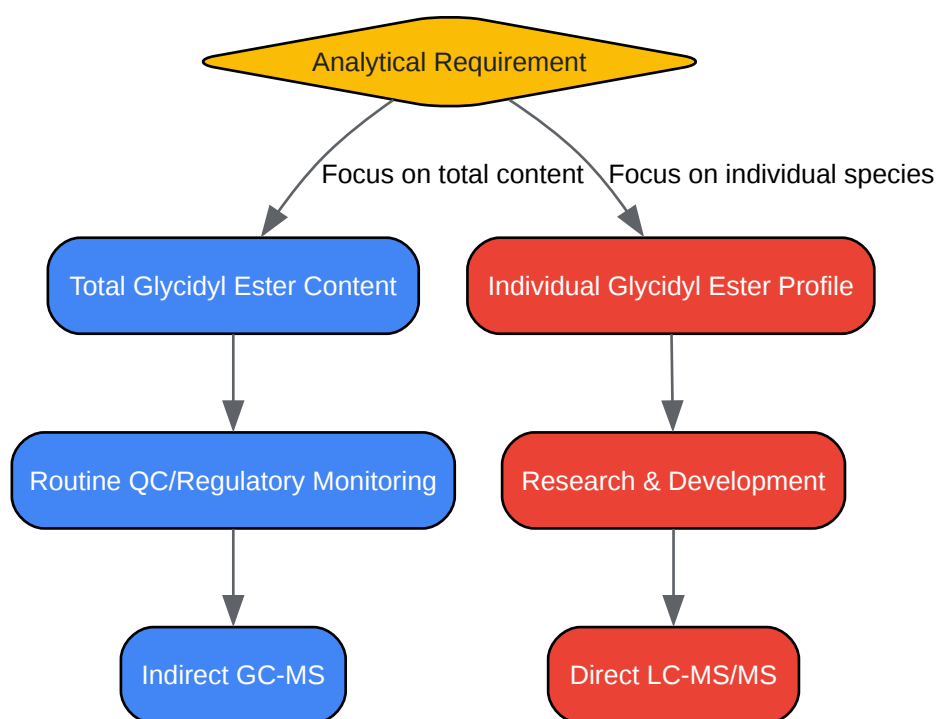 Analytical Requirement
Focus on total content
Focus on individual species
Total Glycidyl Ester Content
Individual Glycidyl Ester Profile
Routine QC/Regulatory Monitoring
Research & Development
Indirect GC-MS
Direct LC-MS/MS